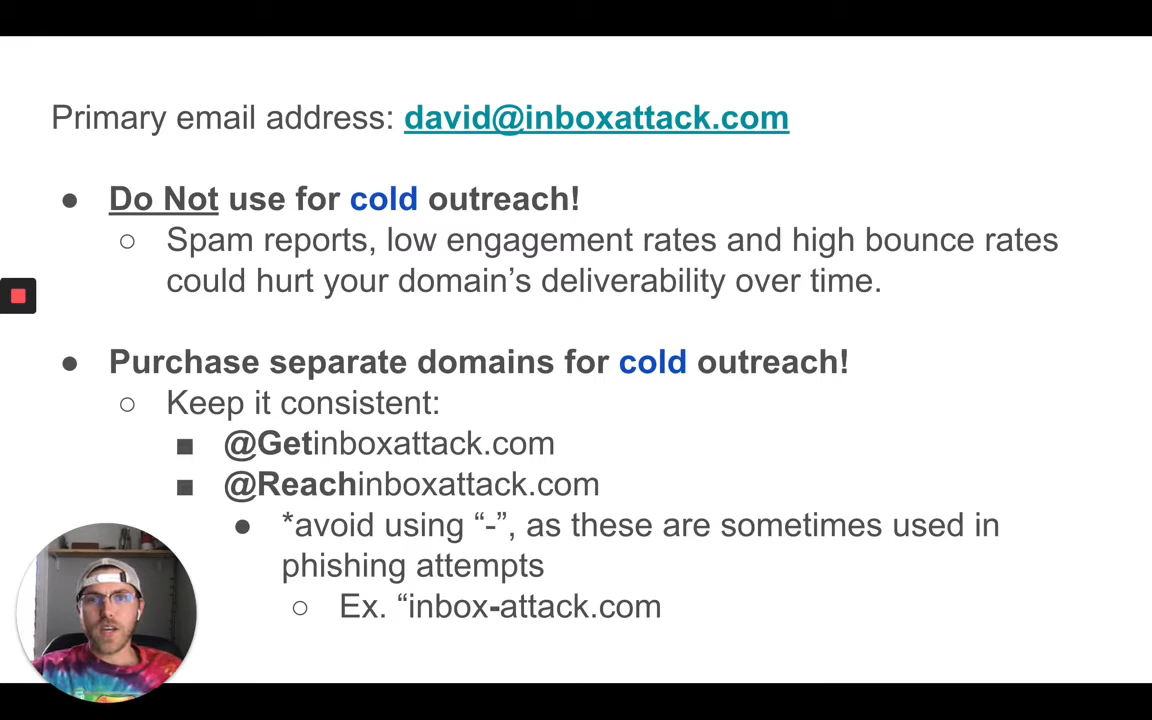 Primary email address: david@inboxattack.com
● Do Not use for cold outreach!
○ Spam reports, low engagement rates and high bounce rates
could hurt your domain’s deliverability over time.
● Purchase separate domains for cold outreach!
○ Keep it consistent:
■ @Getinboxattack.com
■ @Reachinboxattack.com
● *avoid using “-”, as these are sometimes used in
phishing attempts
○ Ex. “inbox-attack.com